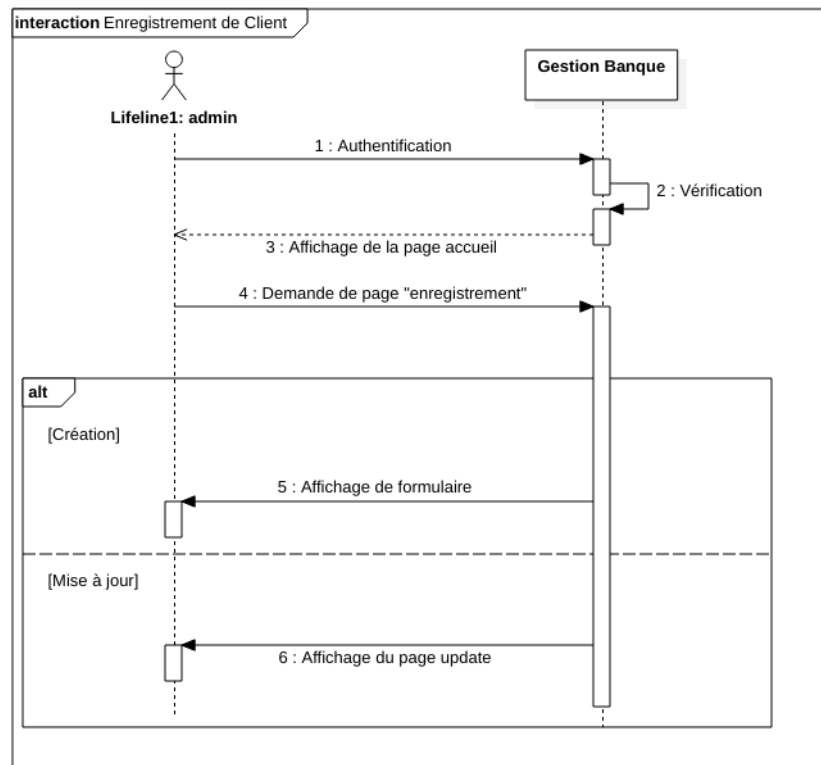 interaction Enregistrement de Client
Gestion Banque
Lifeline1: admin
1 : Authentification
2 : Vérification
3 : Affichage de la page accueil
4 : Demande de page "enregistrement"
alt
[Création]
5 : Affichage de formulaire
[Mise à jour]
6 : Affichage du page update